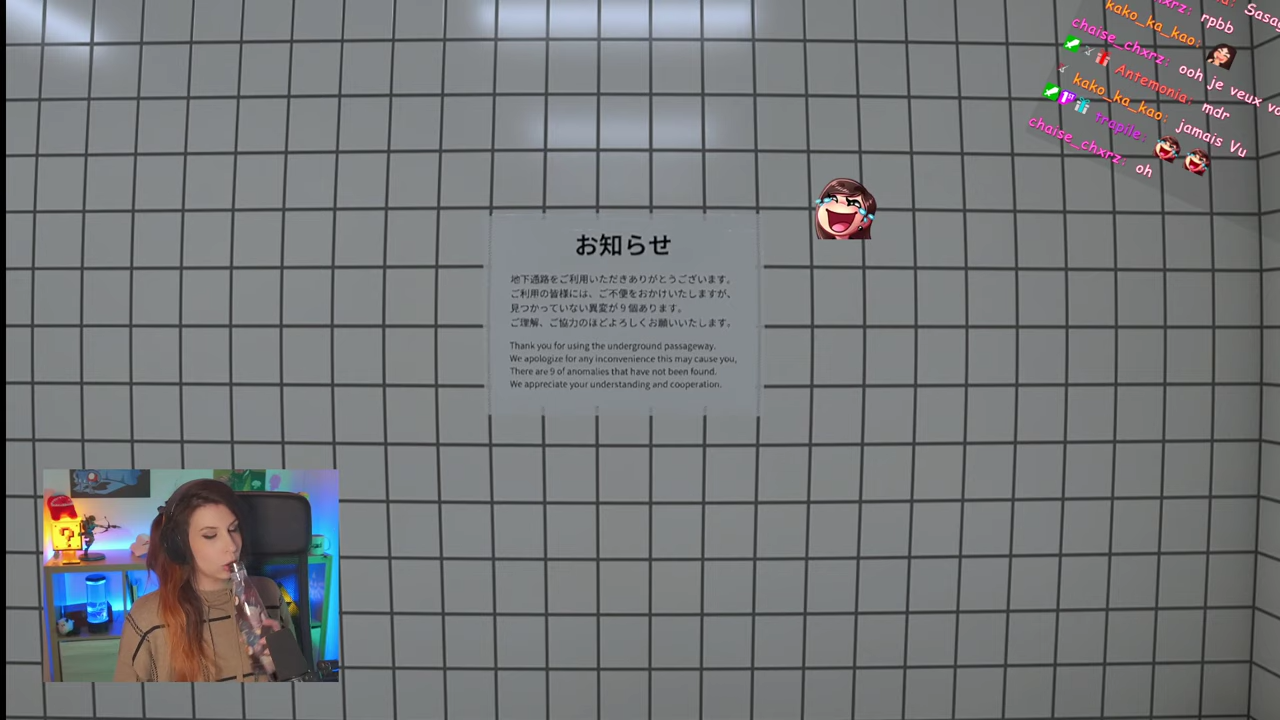 お知らせ
地下通路をご利用いただきありがとうございます。
ご利用の皆様には、ご不便をおかけいたしますが、
見つかっていない異変が9個あります。
ご理解、ご協力のほどよろしくお願いいたします。
Thank you for using the underground passageway.
We apologize for any inconvenience this may cause you,
There are 9 of anomalies that have not been found.
We appreciate your understanding and cooperation.
rpbb
kako_ka_kao:
chaise_chxrz: ooh je veux
Antemonia: mdr
kako_ka_kao: jamais Vu
trapile:
chaise_chxrz: oh